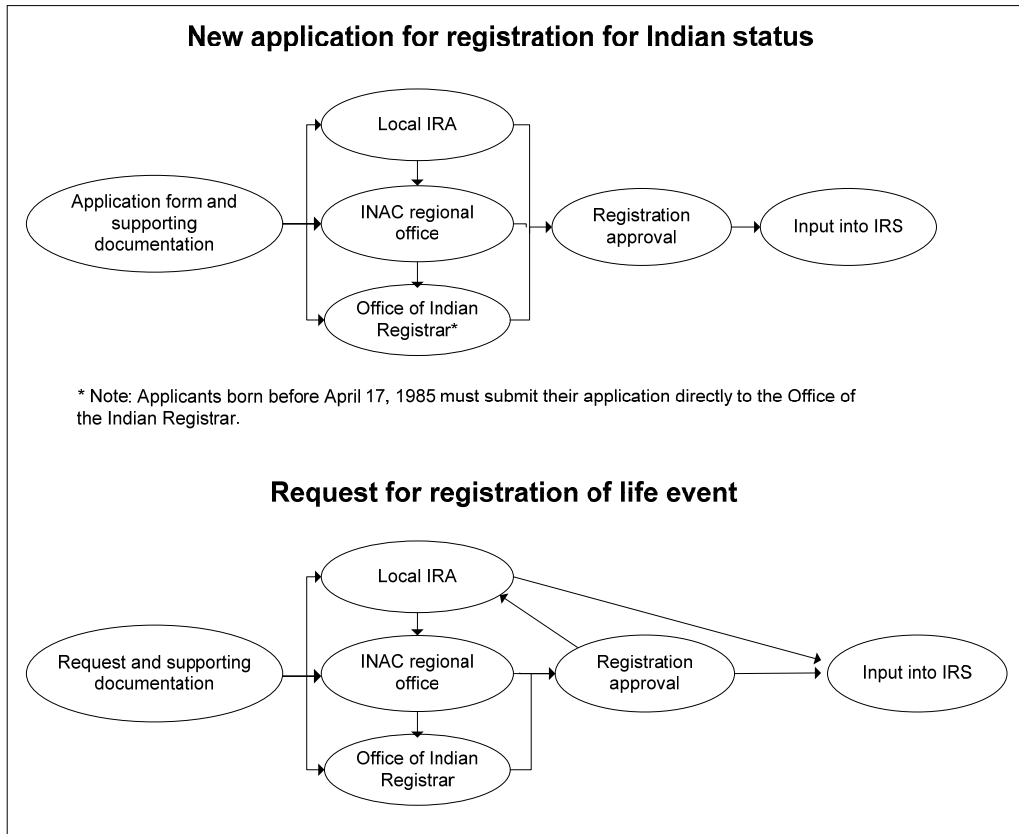 New application for registration for Indian status
Local IRA
Application form and
supporting
documentation
INAC regional
office
Registration
approval
Input into IRS
Office of Indian
Registrar*
* Note: Applicants born before April 17, 1985 must submit their application directly to the Office of
the Indian Registrar.
Request for registration of life event
Local IRA
Request and supporting
documentation
INAC regional
office
Registration
approval
Input into IRS
Office of Indian
Registrar